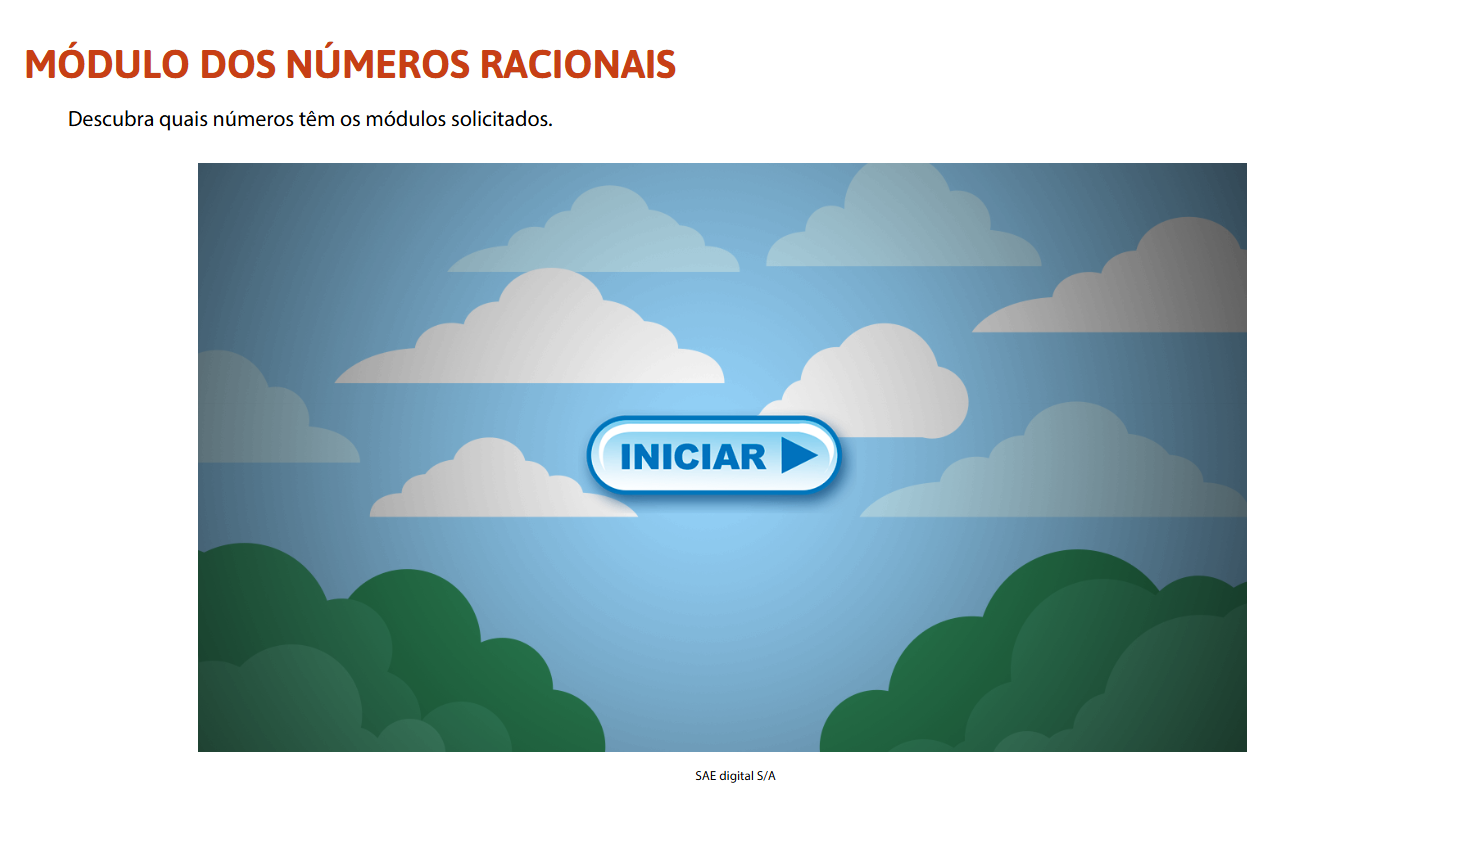 MÓDULO DOS NÚMEROS RACIONAIS
Descubra quais números têm os módulos solicitados.
INICIAR
SAE digital S/A